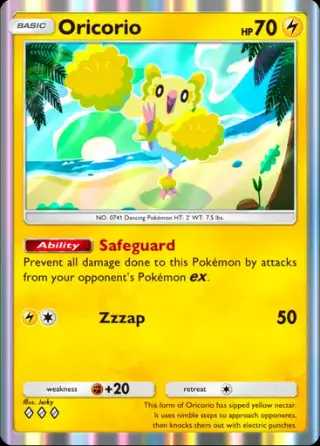 BASIC Oricorio HP 70
NO. 0741 Dancing Pokémon HT: 2' WT: 7.5 lbs.
Ability Safeguard
Prevent all damage done to this Pokémon by attacks
from your opponent's Pokémon ex.
Zzzap 50
weakness +20 retreat
Illus. Jerky
This form of Oricorio has sipped yellow nectar.
It uses nimble steps to approach opponents,
then knocks them out with electric punches.